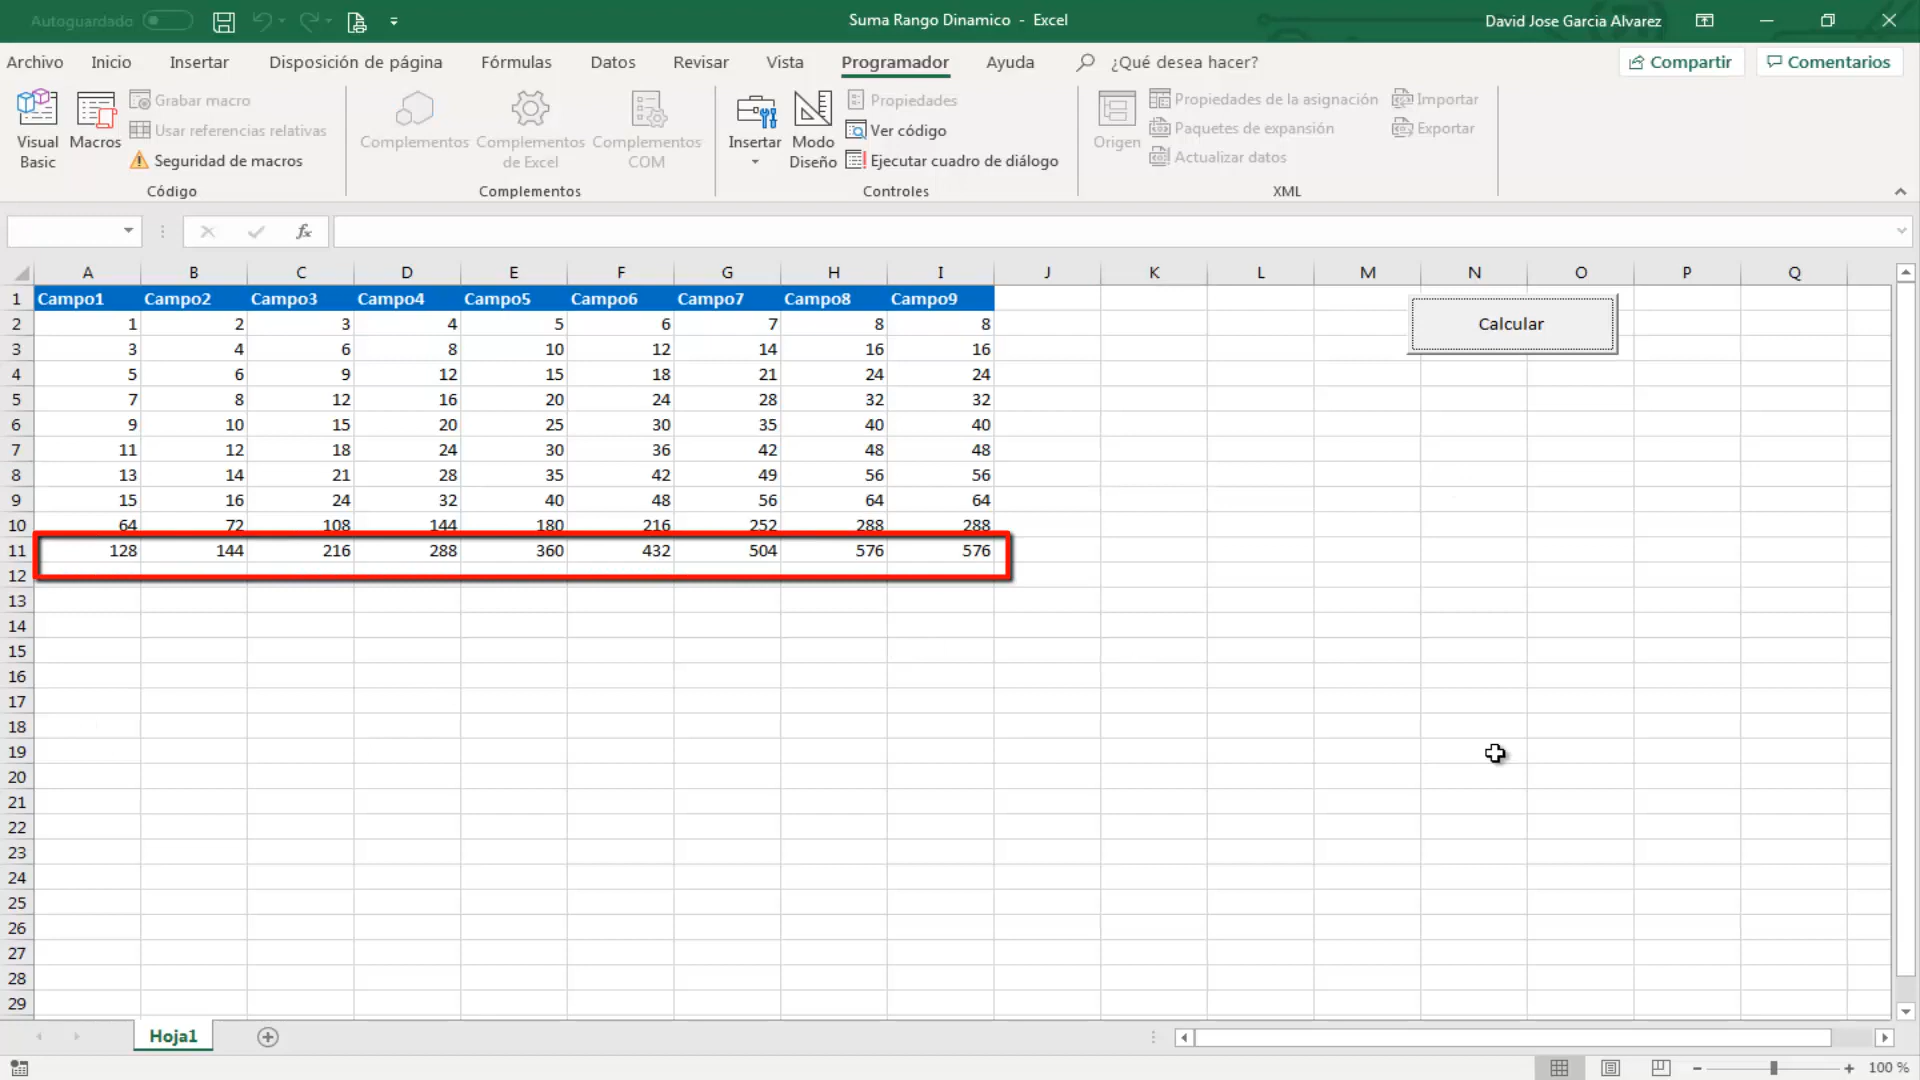 Autoguardado
Suma Rango Dinamico - Excel
David Jose Garcia Alvarez
Archivo Inicio Insertar Disposición de página Fórmulas Datos Revisar Vista Programador Ayuda ¿Qué desea hacer? Compartir Comentarios
Visual Basic
Macros
Grabar macro
Usar referencias relativas
Seguridad de macros
Código
Complementos
Complementos de Excel
Complementos COM
Complementos
Insertar
Modo Diseño
Propiedades
Ver código
Ejecutar cuadro de diálogo
Controles
Origen
Propiedades de la asignación
Paquetes de expansión
Actualizar datos
Importar
Exportar
XML
fx
A B C D E F G H I J K L M N O P Q
1 Campo1 Campo2 Campo3 Campo4 Campo5 Campo6 Campo7 Campo8 Campo9
Calcular
2 1 2 3 4 5 6 7 8 8
3 3 4 6 8 10 12 14 16 16
4 5 6 9 12 15 18 21 24 24
5 7 8 12 16 20 24 28 32 32
6 9 10 15 20 25 30 35 40 40
7 11 12 18 24 30 36 42 48 48
8 13 14 21 28 35 42 49 56 56
9 15 16 24 32 40 48 56 64 64
10 64 72 108 144 180 216 252 288 288
11 128 144 216 288 360 432 504 576 576
12
13
14
15
16
17
18
19
20
21
22
23
24
25
26
27
28
29
Hoja1
100 %